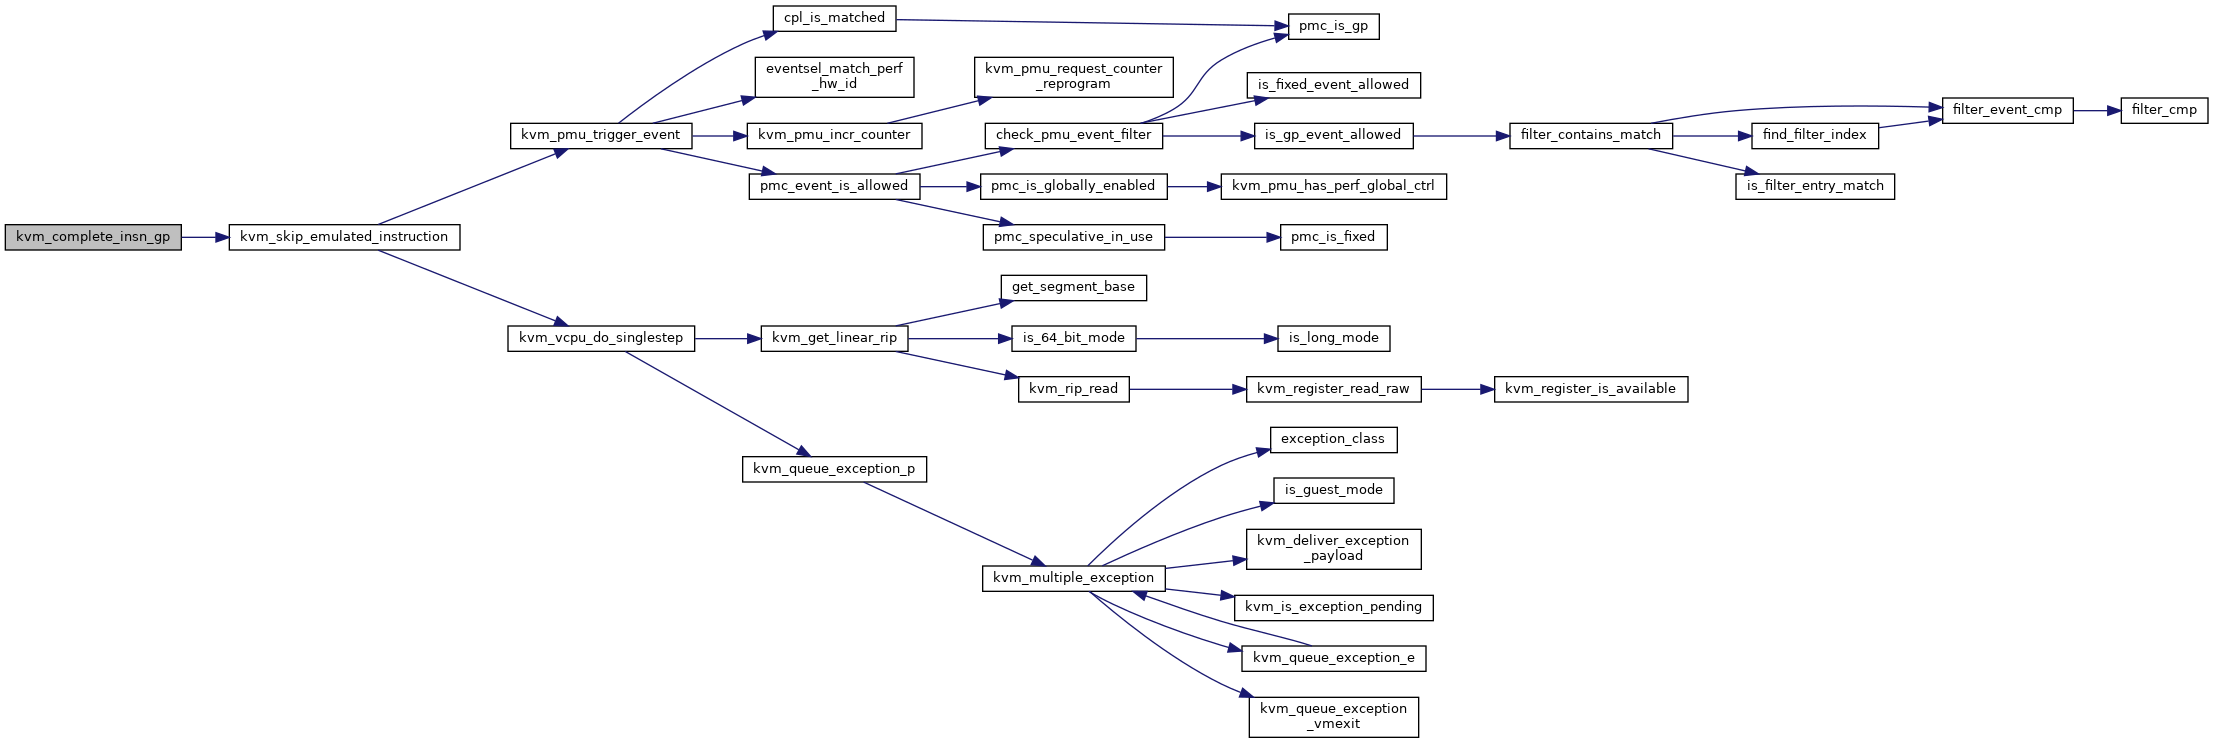 kvm_complete_insn_gp
kvm_skip_emulated_instruction
kvm_pmu_trigger_event
cpl_is_matched
pmc_is_gp
eventsel_match_perf
_hw_id
kvm_pmu_incr_counter
kvm_pmu_request_counter
_reprogram
pmc_event_is_allowed
check_pmu_event_filter
is_fixed_event_allowed
is_gp_event_allowed
filter_contains_match
filter_event_cmp
filter_cmp
find_filter_index
is_filter_entry_match
pmc_is_globally_enabled
kvm_pmu_has_perf_global_ctrl
pmc_speculative_in_use
pmc_is_fixed
kvm_vcpu_do_singlestep
kvm_get_linear_rip
get_segment_base
is_64_bit_mode
is_long_mode
kvm_rip_read
kvm_register_read_raw
kvm_register_is_available
kvm_queue_exception_p
kvm_multiple_exception
exception_class
is_guest_mode
kvm_deliver_exception
_payload
kvm_is_exception_pending
kvm_queue_exception_e
kvm_queue_exception
_vmexit